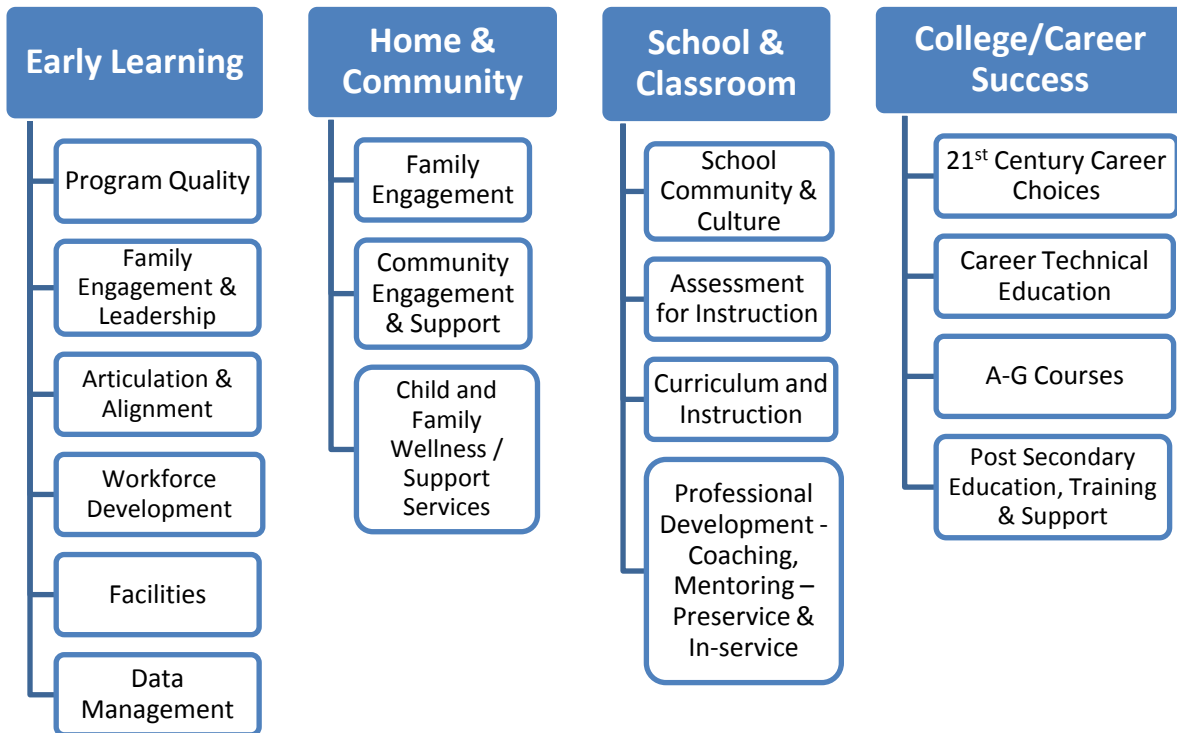 Early Learning
Program Quality
Family
Engagement &
Leadership
Articulation &
Alignment
Workforce
Development
Facilities
Data
Management
Home &
Community
Family
Engagement
Community
Engagement
& Support
Child and
Family
Wellness /
Support
Services
School &
Classroom
School
Community &
Culture
Assessment
for Instruction
Curriculum and
Instruction
Professional
Development -
Coaching,
Mentoring –
Preservice &
In-service
College/Career
Success
21st Century Career
Choices
Career Technical
Education
A-G Courses
Post Secondary
Education, Training
& Support